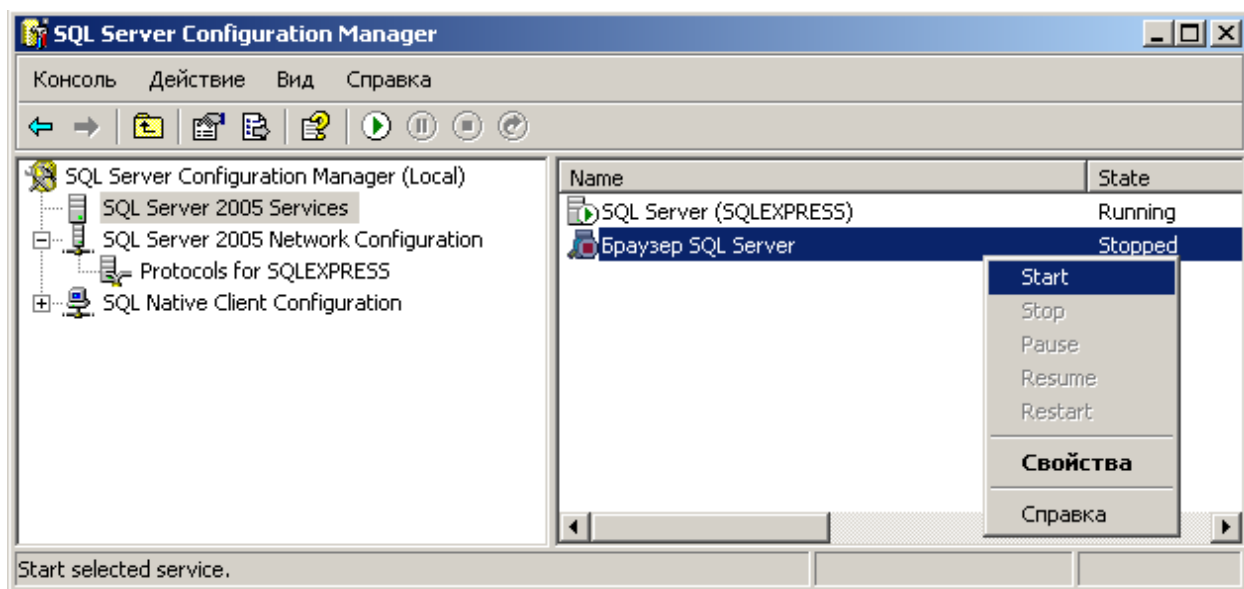 SQL Server Configuration Manager
Консоль Действие Вид Справка
SQL Server Configuration Manager (Local)
SQL Server 2005 Services
SQL Server 2005 Network Configuration
Protocols for SQLEXPRESS
SQL Native Client Configuration
Name State
SQL Server (SQLEXPRESS) Running
Браузер SQL Server Stopped
Start
Stop
Pause
Resume
Restart
Свойства
Справка
Start selected service.